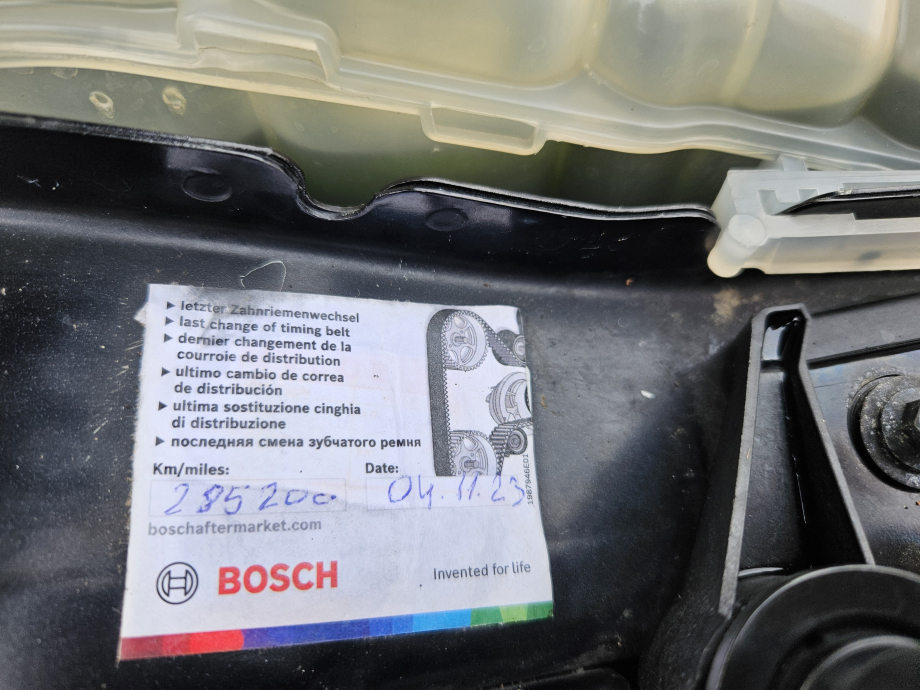 ▸ letzter Zahnriemenwechsel
▸ last change of timing belt
▸ dernier changement de la
courroie de distribution
▸ ultimo cambio de correa
de distribución
▸ ultima sostituzione cinghia
di distribuzione
▸ последняя смена зубчатого ремня
Km/miles: Date:
285200 04.11.23
boschaftermarket.com
1987946E01
BOSCH Invented for life